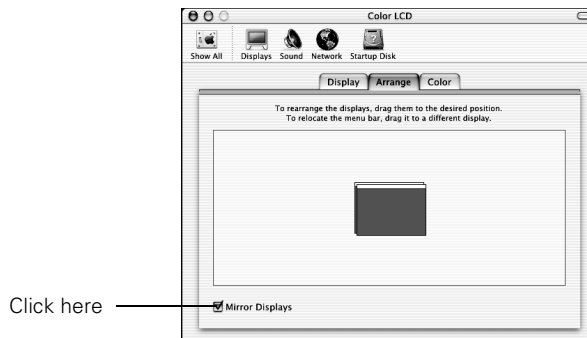 Color LCD
Show All Displays Sound Network Startup Disk
Display Arrange Color
To rearrange the displays, drag them to the desired position.
To relocate the menu bar, drag it to a different display.
Click here
Mirror Displays